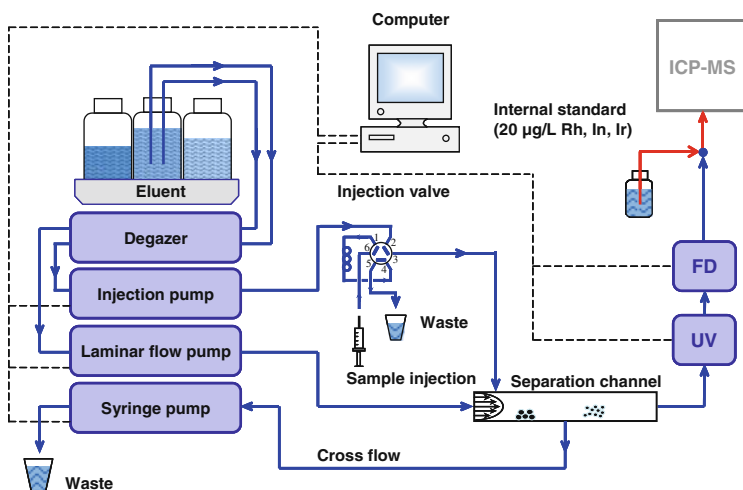 Computer
ICP-MS
Internal standard
(20 µg/L Rh, In, Ir)
Eluent
Injection valve
Degazer
1
2
6
3
5
4
FD
Injection pump
Waste
UV
Laminar flow pump
Sample injection
Separation channel
Syringe pump
Cross flow
Waste